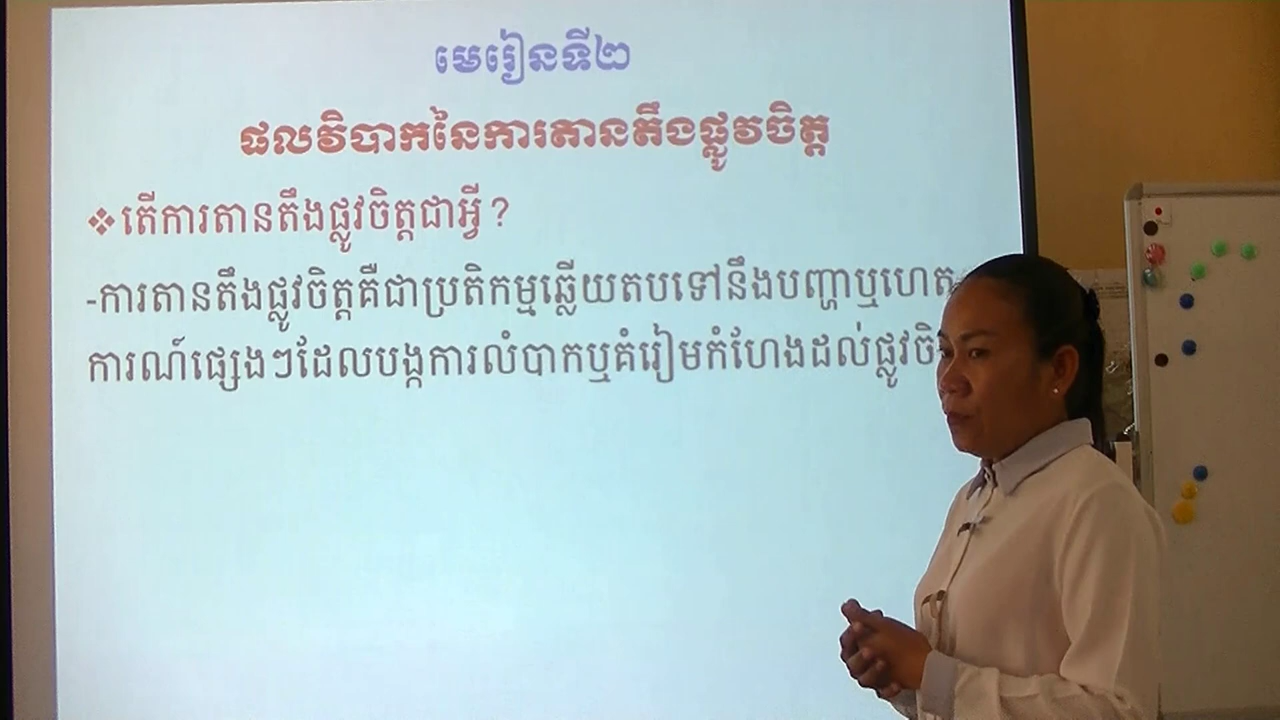 មេរៀនទី២
ផលវិបាកនៃការតានតឹងផ្លូវចិត្ត
❖តើការតានតឹងផ្លូវចិត្តជាអ្វី?
-ការតានតឹងផ្លូវចិត្តគឺជាប្រតិកម្មឆ្លើយតបទៅនឹងបញ្ហាឬហេតុ
ការណ៍ផ្សេងៗដែលបង្កការលំបាកឬគំរៀមកំហែងដល់ផ្លូវចិ